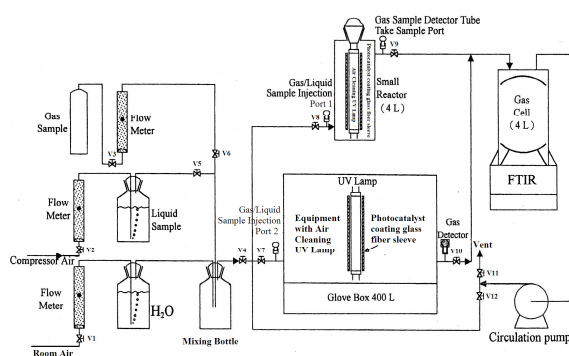 Gas Sample Detector Tube
Take Sample Port
V9
Photocatalyst coating glass
fiber sleeve
Air Cleaning UV Lamp
Small
Reactor
(4 L)
Gas/Liquid
Sample Injection
Port 1
V8
Gas
Sample
Flow
Meter
V3
V6
V5
Gas
Cell
(4L)
FTIR
Flow
Meter
Liquid
Sample
V2
Compressor Air
Gas/Liquid
Sample Injection
Port 2
V4
V7
UV Lamp
Equipment
with Air
Cleaning
UV Lamp
Photocatalyst
coating glass
fiber sleeve
Gas
Detector
V10
Vent
V11
V12
Glove Box 400 L
Flow
Meter
H2O
V1
Room Air
Mixing Bottle
Circulation pump